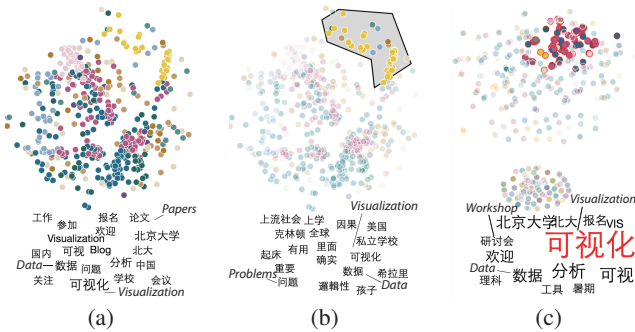 工作 参加 报名 论文 Papers
欢迎 北京大学
Visualization
国内 可视 Blog 北大
Data 数据 问题 分析 中国
关注 可视化 学校 会议
Visualization
(a)
Visualization
上流社会 上学 因果 美国
克林顿 全球 私立学校
起床 有用 里面 可视化
重要 确实 数据 希拉里
Problems 问题 邏輯性 孩子 Data
(b)
Visualization
Workshop 北京大学 北大 报名 VIS
研讨会 可视化
欢迎
Data 数据 分析 可视
理科 工具 暑期
(c)